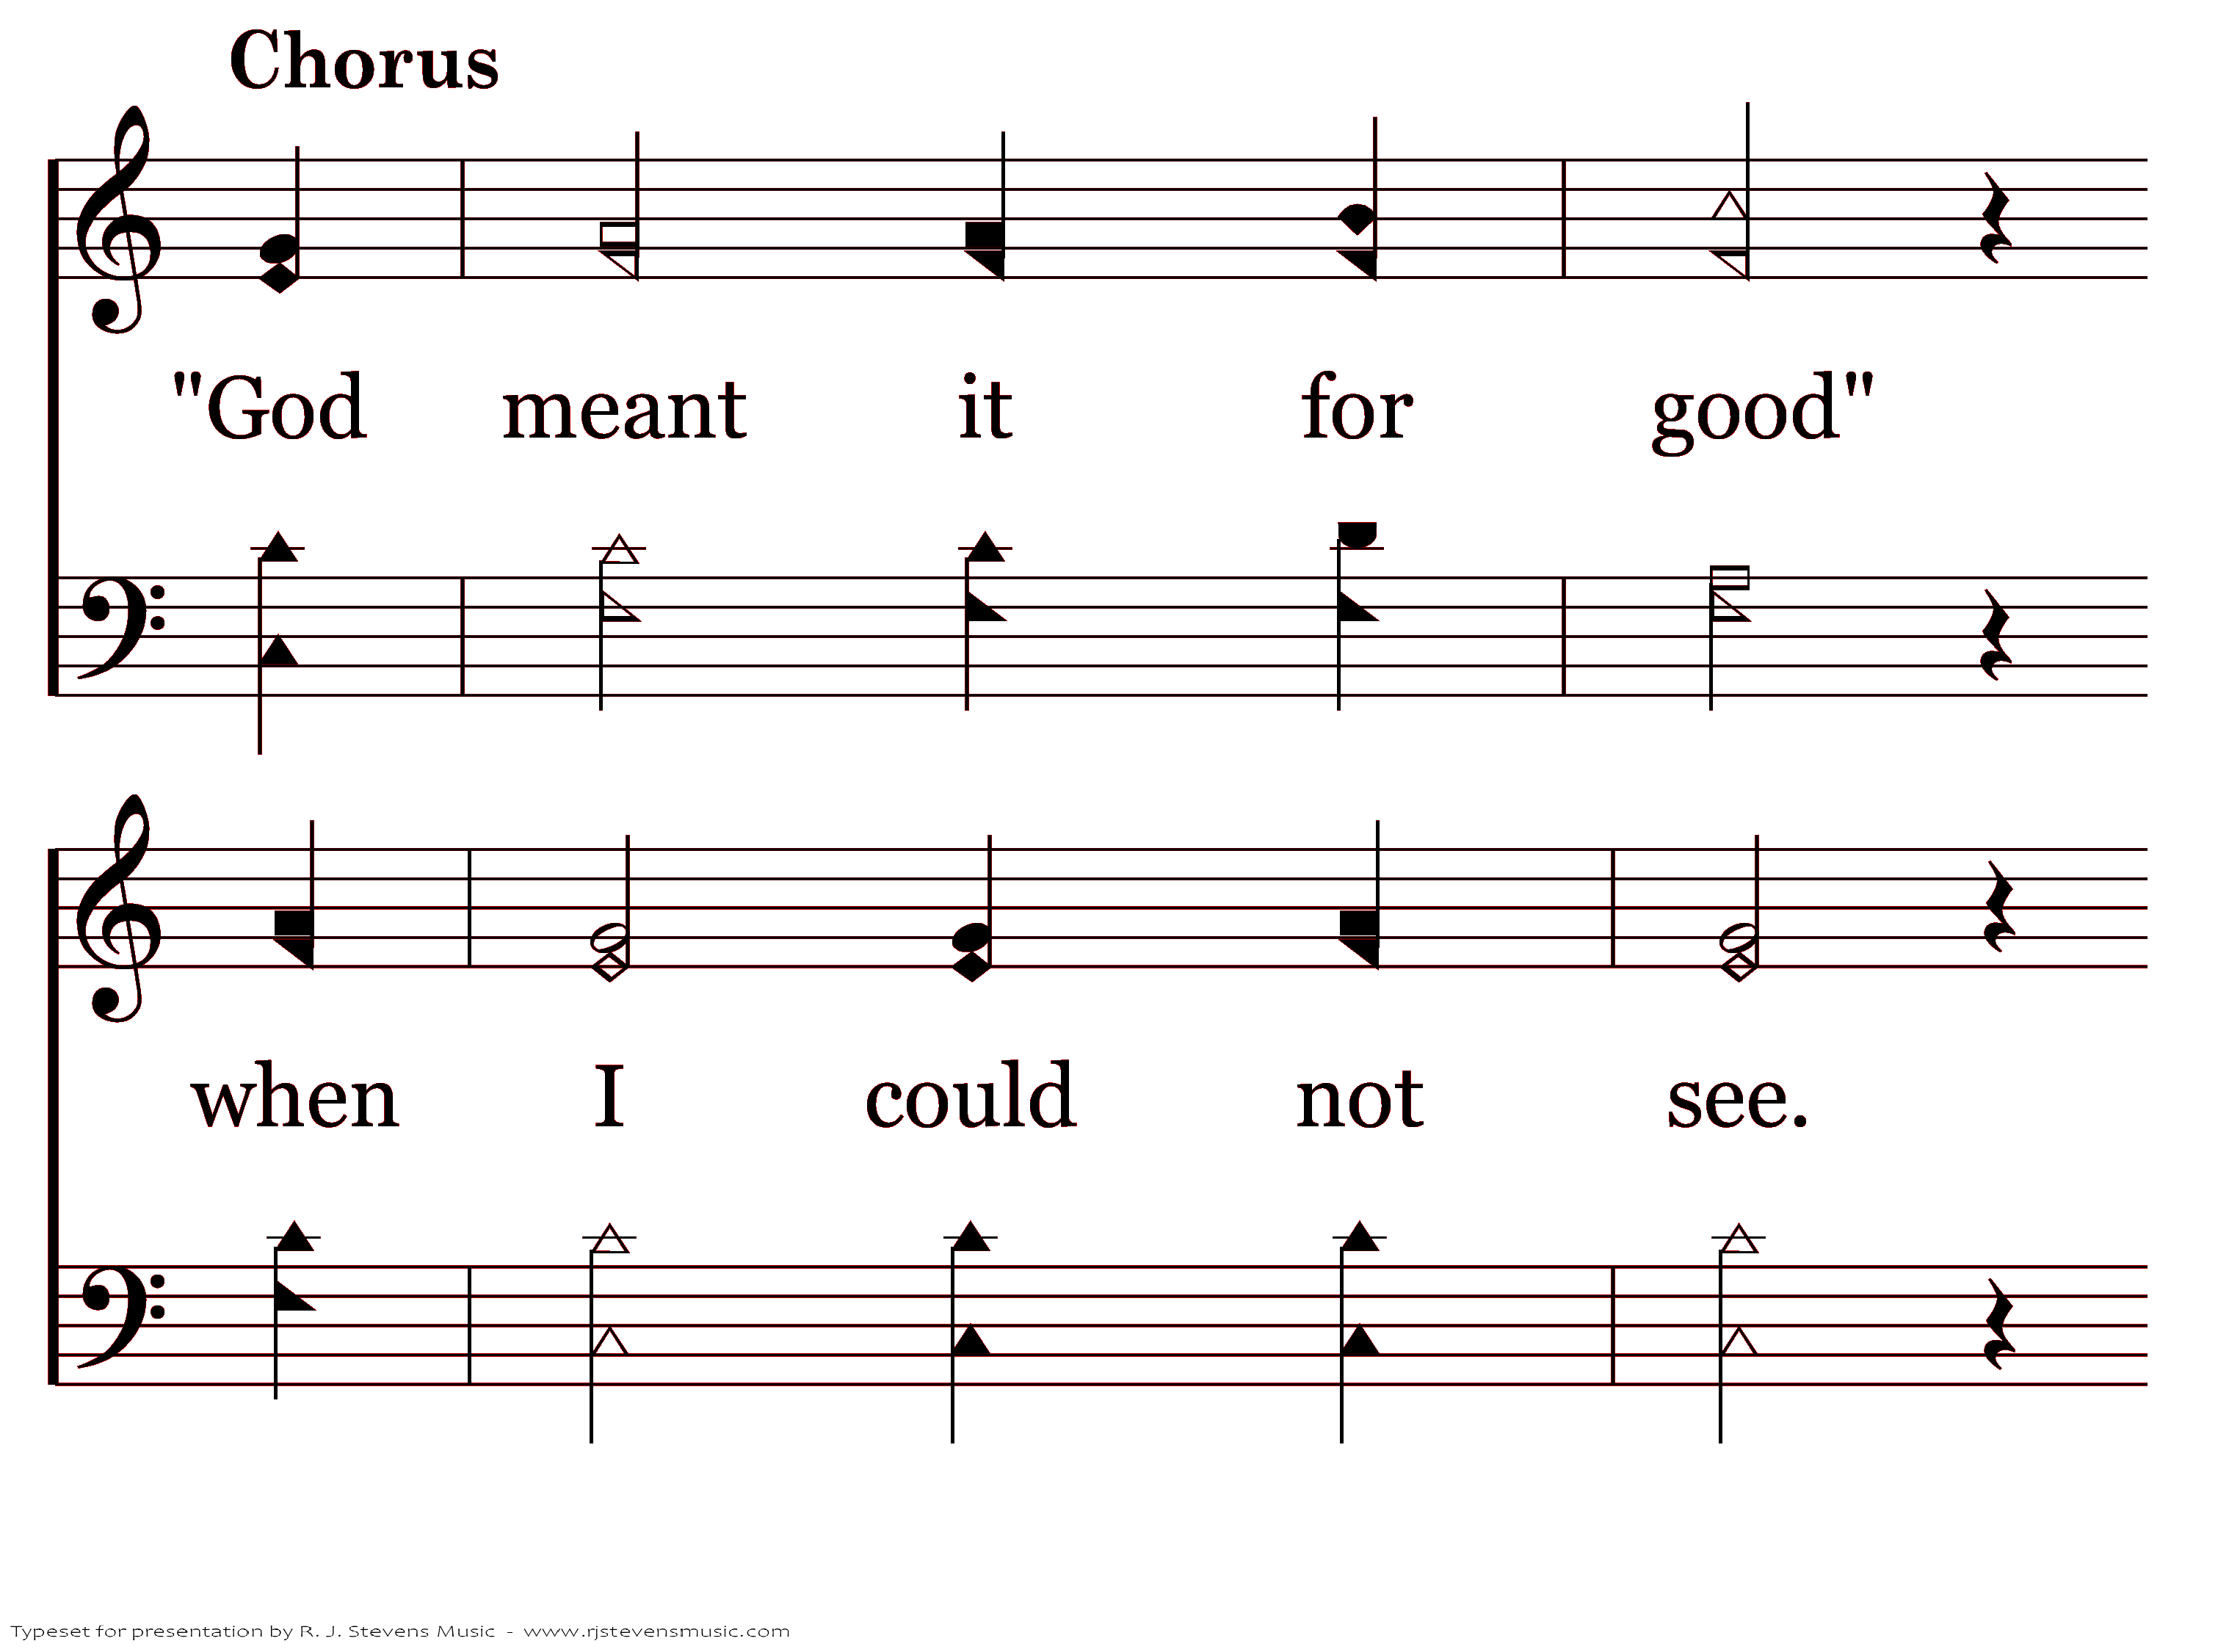 Chorus
"God meant it for good"
when I could not see.
Typeset for presentation by R. J. Stevens Music - www.rjstevensmusic.com